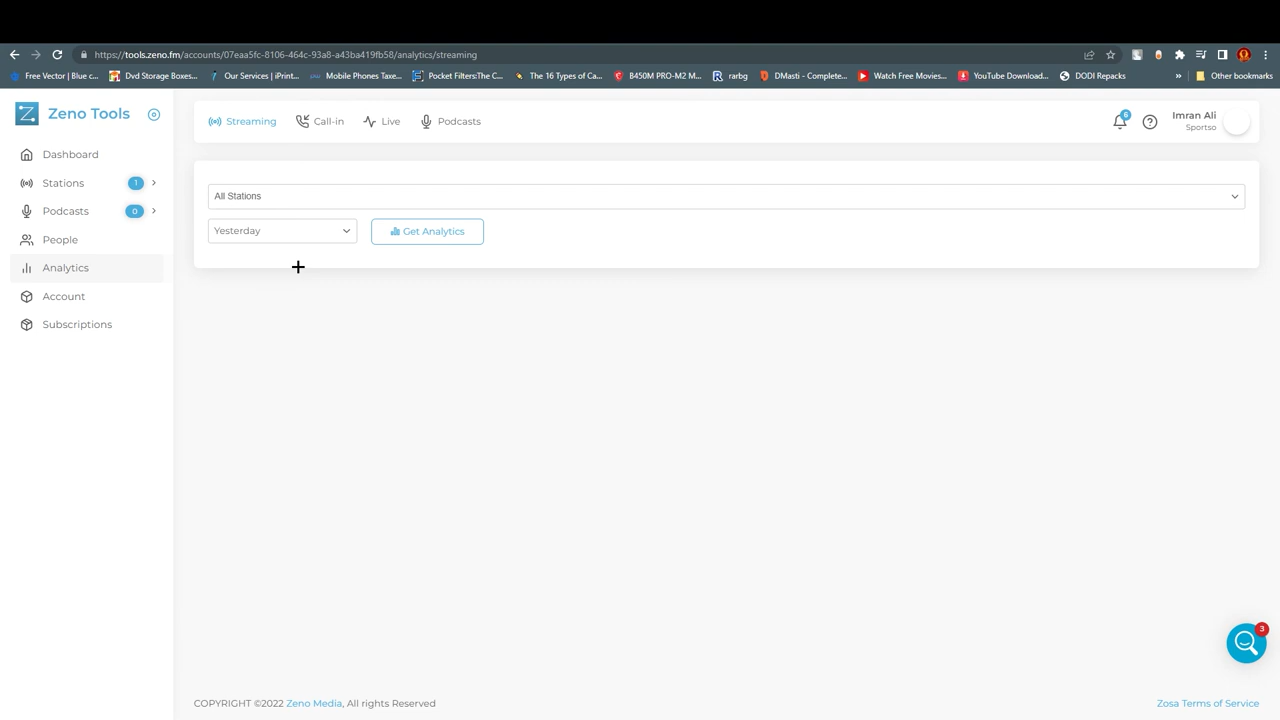 https://tools.zeno.fm/accounts/07eaa5fc-8106-464c-93a8-a43ba419fb58/analytics/streaming
Free Vector | Blue c... Dvd Storage Boxes... Our Services | iPrint... Mobile Phones Taxe... Pocket Filters:The C... The 16 Types of Ca... B450M PRO-M2 M... rarbg DMasti - Complete... Watch Free Movies... YouTube Download... DODI Repacks » Other bookmarks
Zeno Tools
Streaming Call-in Live Podcasts 6 Imran Ali
Sportso
Dashboard
Stations 1
Podcasts 0
People
Analytics
Account
Subscriptions
All Stations
Yesterday Get Analytics
3
COPYRIGHT ©2022 Zeno Media, All rights Reserved Zosa Terms of Service